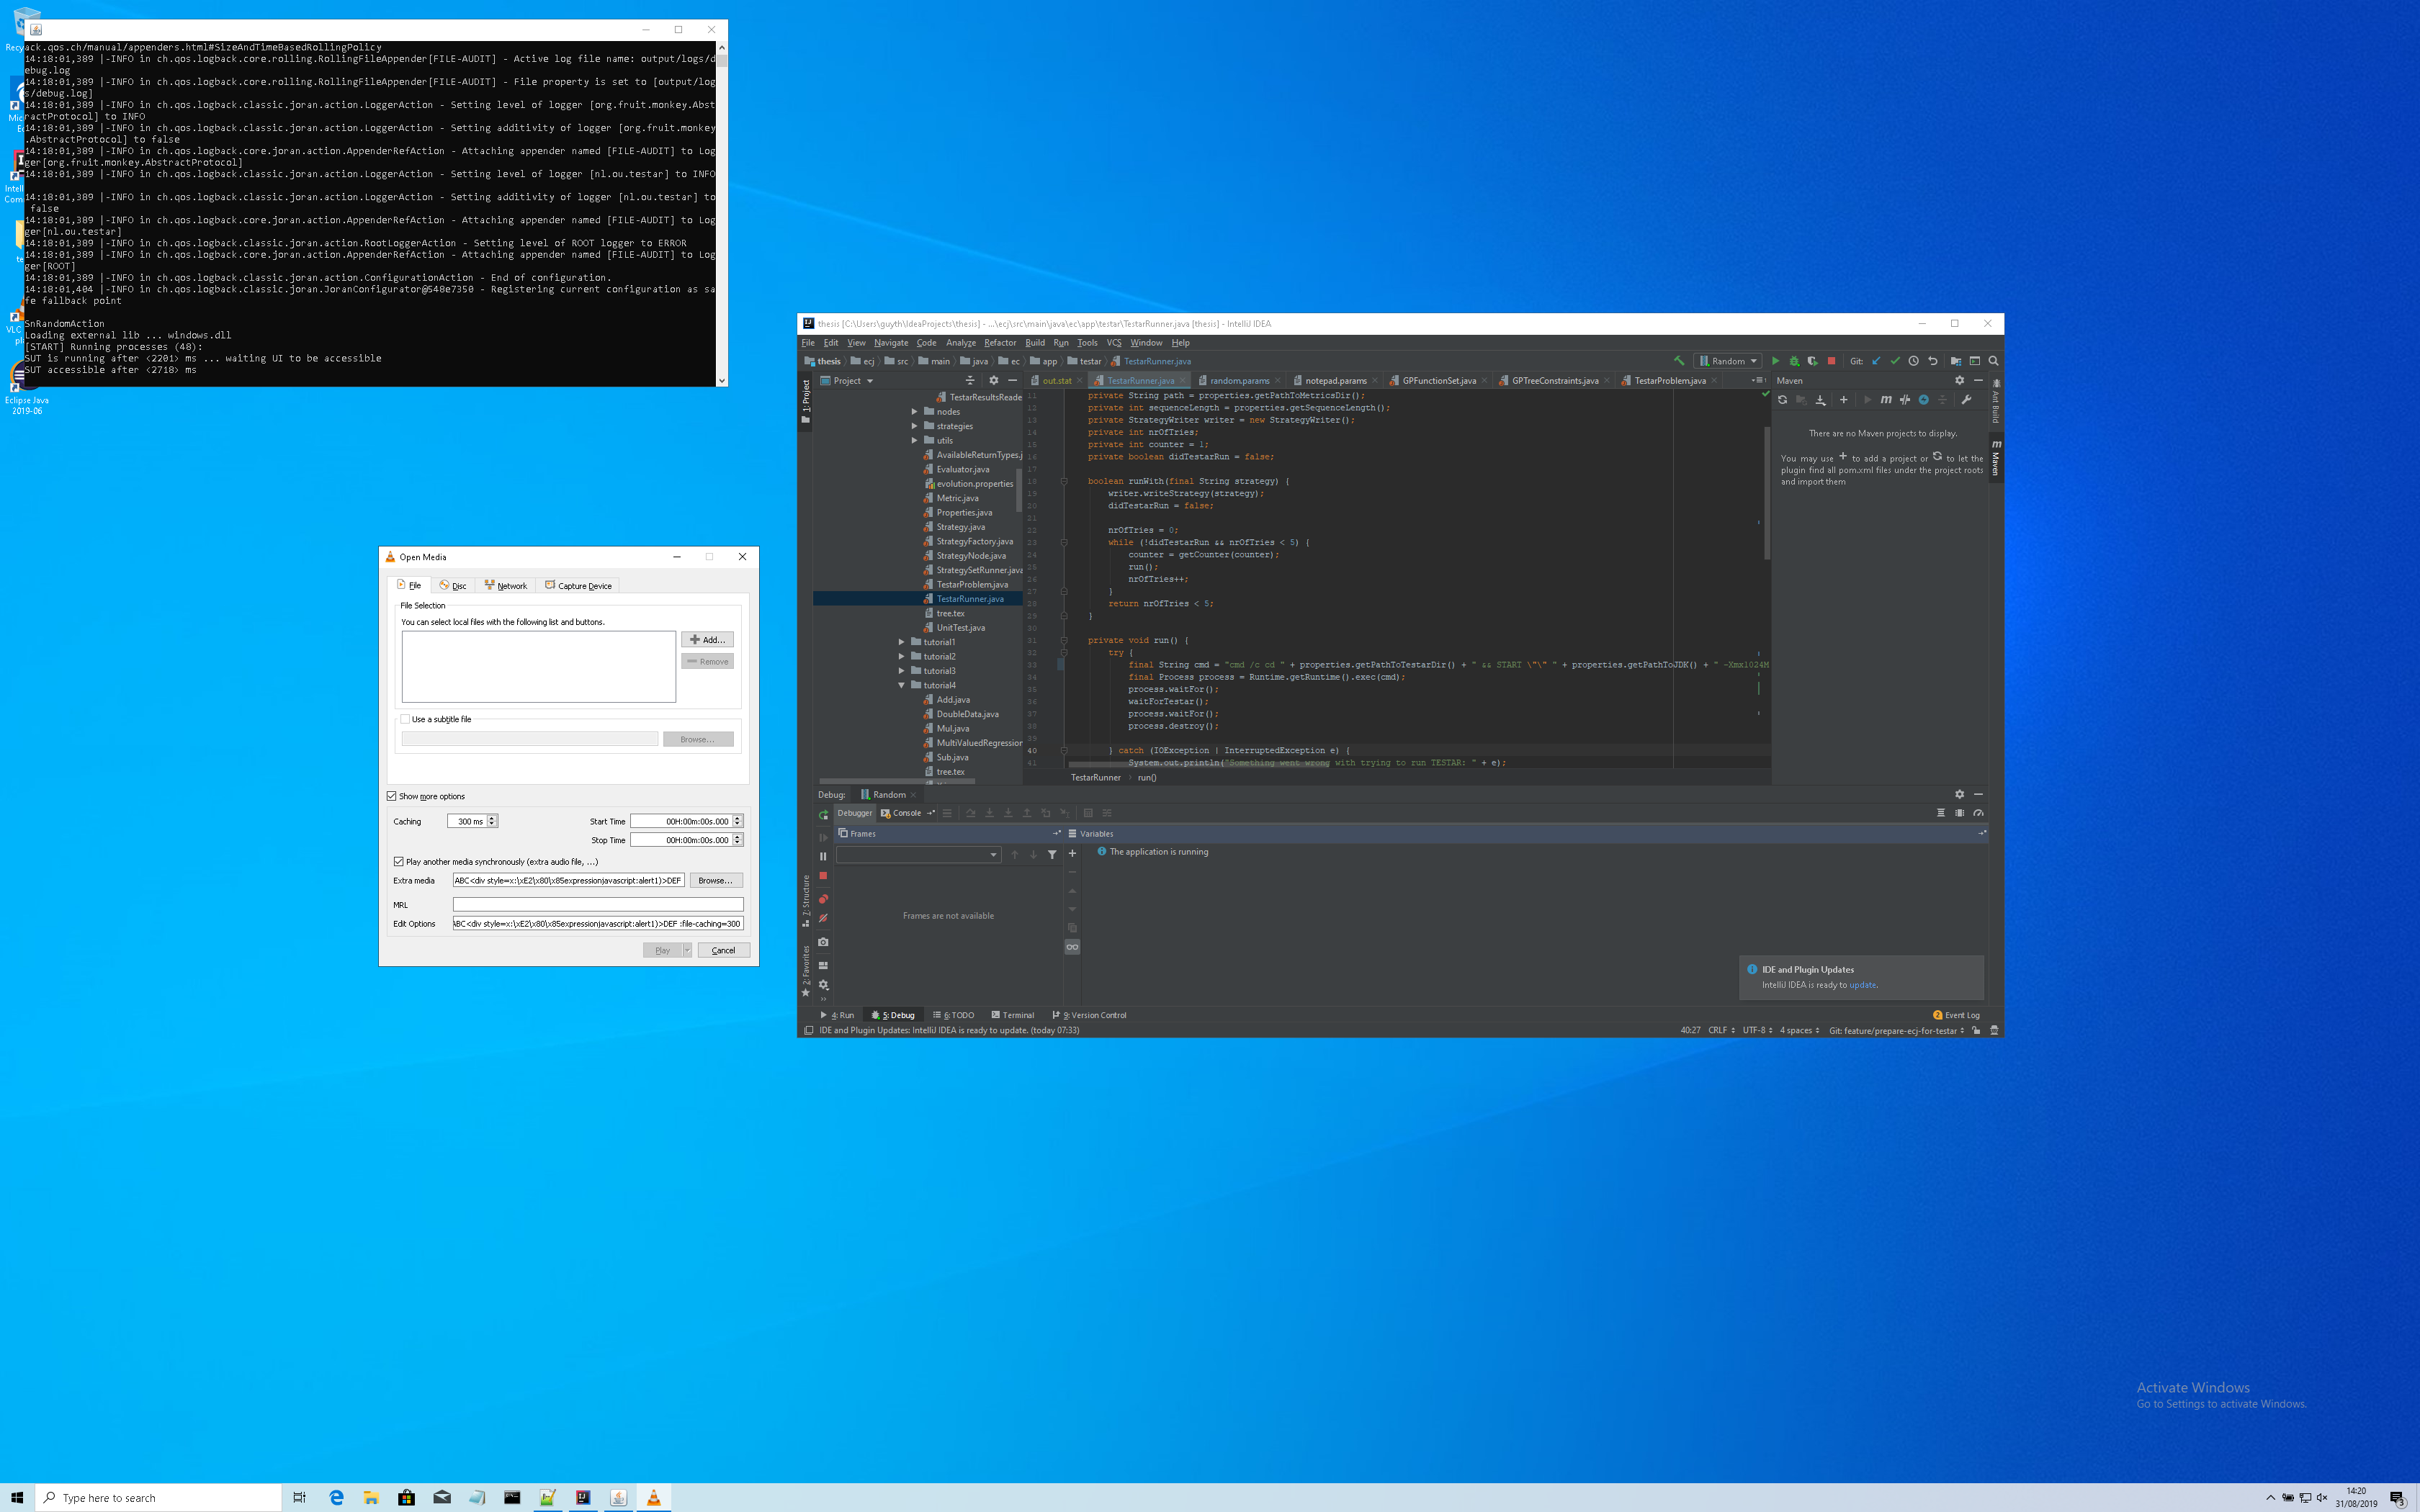 ack.qos.ch/manual/appenders.html#SizeAndTimeBasedRollingPolicy
14:18:01,389 |-INFO in ch.qos.logback.core.rolling.RollingFileAppender[FILE-AUDIT] - Active log file name: output/logs/d
ebug.log
14:18:01,389 |-INFO in ch.qos.logback.core.rolling.RollingFileAppender[FILE-AUDIT] - File property is set to [output/log
s/debug.log]
14:18:01,389 |-INFO in ch.qos.logback.classic.joran.action.LoggerAction - Setting level of logger [org.fruit.monkey.Abst
ractProtocol] to INFO
14:18:01,389 |-INFO in ch.qos.logback.classic.joran.action.LoggerAction - Setting additivity of logger [org.fruit.monkey
.AbstractProtocol] to false
14:18:01,389 |-INFO in ch.qos.logback.core.joran.action.AppenderRefAction - Attaching appender named [FILE-AUDIT] to Log
ger[org.fruit.monkey.AbstractProtocol]
14:18:01,389 |-INFO in ch.qos.logback.classic.joran.action.LoggerAction - Setting level of logger [nl.ou.testar] to INFO
14:18:01,389 |-INFO in ch.qos.logback.classic.joran.action.LoggerAction - Setting additivity of logger [nl.ou.testar] to
false
14:18:01,389 |-INFO in ch.qos.logback.core.joran.action.AppenderRefAction - Attaching appender named [FILE-AUDIT] to Log
ger[nl.ou.testar]
14:18:01,389 |-INFO in ch.qos.logback.classic.joran.action.RootLoggerAction - Setting level of ROOT logger to ERROR
14:18:01,389 |-INFO in ch.qos.logback.core.joran.action.AppenderRefAction - Attaching appender named [FILE-AUDIT] to Log
ger[ROOT]
14:18:01,389 |-INFO in ch.qos.logback.classic.joran.action.ConfigurationAction - End of configuration.
14:18:01,404 |-INFO in ch.qos.logback.classic.joran.JoranConfigurator@548e7350 - Registering current configuration as sa
fe fallback point
SnRandomAction
Loading external lib ... windows.dll
[START] Running processes (48):
SUT is running after <2201> ms ... waiting UI to be accessible
SUT accessible after <2718> ms
Eclipse Java
2019-06
Open Media
File Disc Network Capture Device
File Selection
You can select local files with the following list and buttons.
Add...
Remove
Use a subtitle file
Browse...
Show more options
Caching 300 ms Start Time 00H:00m:00s.000
Stop Time 00H:00m:00s.000
Play another media synchronously (extra audio file, ...)
Extra media ABC<div style=x:\xE2\x80\x85expressionjavascript:alert1)>DEF Browse...
MRL
Edit Options \BC<div style=x:\xE2\x80\x85expressionjavascript:alert1)>DEF :file-caching=300
Play Cancel
thesis [C:\Users\guyth\IdeaProjects\thesis] - ...\ecj\src\main\java\ec\app\testar\TestarRunner.java [thesis] - IntelliJ IDEA
File Edit View Navigate Code Analyze Refactor Build Run Tools VCS Window Help
thesis ecj src main java ec app testar TestarRunner.java Random Git:
1: Project
Project
out.stat TestarRunner.java random.params notepad.params GPFunctionSet.java GPTreeConstraints.java TestarProblem.java
TestarResultsReade
nodes
strategies
utils
AvailableReturnTypes.j
Evaluator.java
evolution.properties
Metric.java
Properties.java
Strategy.java
StrategyFactory.java
StrategyNode.java
StrategySetRunner.java
TestarProblem.java
TestarRunner.java
tree.tex
UnitTest.java
tutorial1
tutorial2
tutorial3
tutorial4
Add.java
DoubleData.java
Mul.java
MultiValuedRegression
Sub.java
tree.tex
11 private String path = properties.getPathToMetricsDir();
12 private int sequenceLength = properties.getSequenceLength();
13 private StrategyWriter writer = new StrategyWriter();
14 private int nrOfTries;
15 private int counter = 1;
16 private boolean didTestarRun = false;
17
18 boolean runWith(final String strategy) {
19 writer.writeStrategy(strategy);
20 didTestarRun = false;
21
22 nrOfTries = 0;
23 while (!didTestarRun && nrOfTries < 5) {
24 counter = getCounter(counter);
25 run();
26 nrOfTries++;
27 }
28 return nrOfTries < 5;
29 }
30
31 private void run() {
32 try {
33 final String cmd = "cmd /c cd " + properties.getPathToTestarDir() + " && START \"\" " + properties.getPathToJDK() + " -Xmx1024M
34 final Process process = Runtime.getRuntime().exec(cmd);
35 process.waitFor();
36 waitForTestar();
37 process.waitFor();
38 process.destroy();
39
40 } catch (IOException | InterruptedException e) {
41 System.out.println("Something went wrong with trying to run TESTAR: " + e);
TestarRunner run()
Maven
There are no Maven projects to display.
You may use + to add a project or to let the
plugin find all pom.xml files under the project roots
and import them
Ant Build
Maven
Debug: Random
Debugger Console
Frames Variables
The application is running
Frames are not available
7: Structure
2: Favorites
IDE and Plugin Updates
IntelliJ IDEA is ready to update.
4: Run 5: Debug 6: TODO Terminal 9: Version Control 2 Event Log
IDE and Plugin Updates: IntelliJ IDEA is ready to update. (today 07:33) 40:27 CRLF UTF-8 4 spaces Git: feature/prepare-ecj-for-testar
Activate Windows
Go to Settings to activate Windows.
Type here to search
14:20
31/08/2019
3